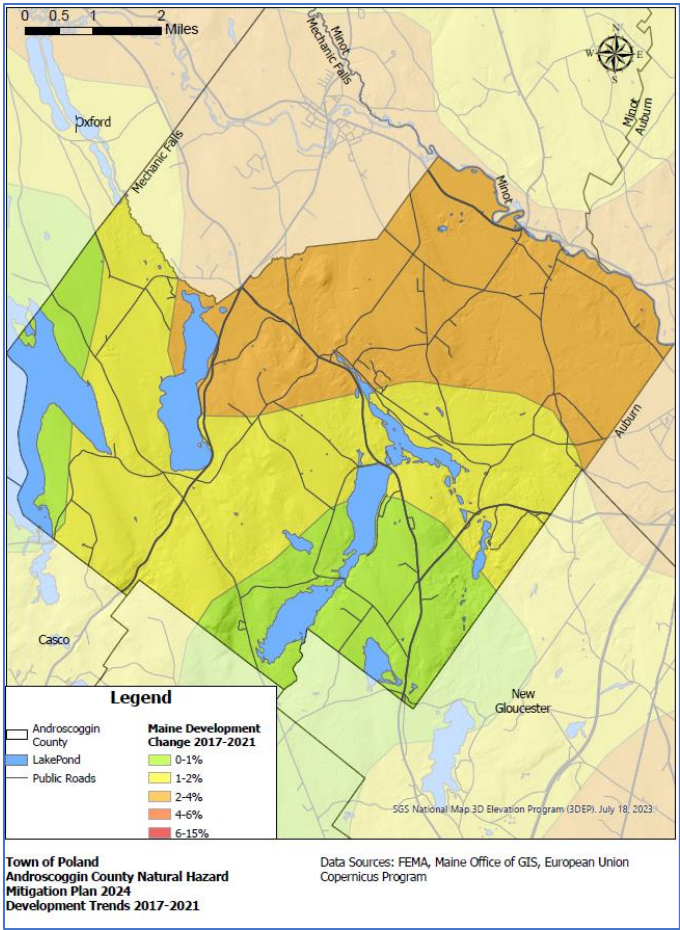 0 0.5 1 2
Miles
N
W E
S
Minot
Mechanic Falls
Minot
Auburn
Oxford
Mechanic Falls
Minot
Auburn
Casco
New
Gloucester
SGS National Map 3D Elevation Program (3DEP). July 18, 2023.
Legend
Androscoggin
County
LakePond
Public Roads
Maine Development
Change 2017-2021
0-1%
1-2%
2-4%
4-6%
6-15%
Town of Poland
Androscoggin County Natural Hazard
Mitigation Plan 2024
Development Trends 2017-2021
Data Sources: FEMA, Maine Office of GIS, European Union
Copernicus Program